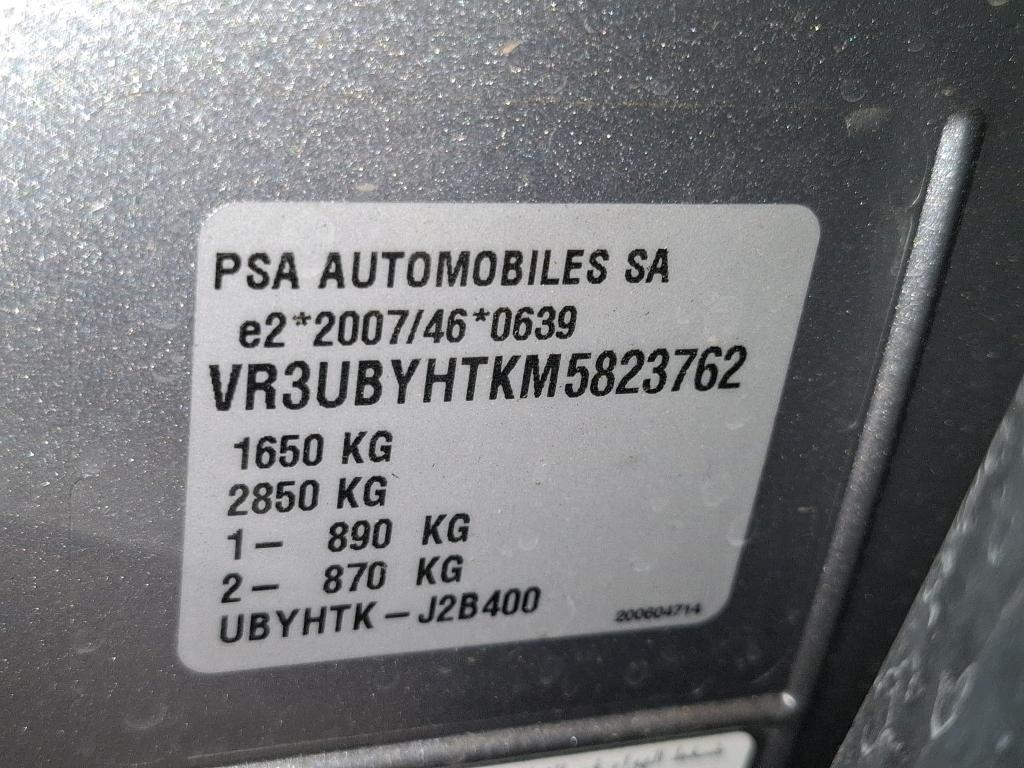 PSA AUTOMOBILES SA
e2*2007/46*0639
VR3UBYHTKM5823762
1650 KG
2850 KG
1- 890 KG
2- 870 KG
UBYHTK-J2B400
200604714